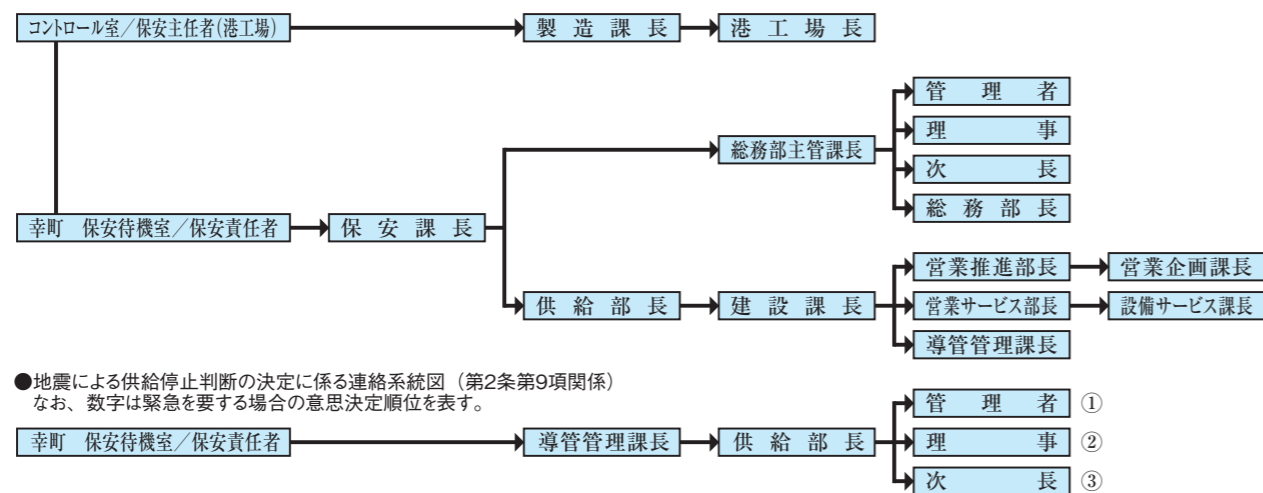 コントロール室／保安主任者(港工場)
製造課長
港工場長
管理者
理事
総務部主管課長
次長
総務部長
幸町　保安待機室／保安責任者
保安課長
営業推進部長
営業企画課長
供給部長
建設課長
営業サービス部長
設備サービス課長
導管管理課長
●地震による供給停止判断の決定に係る連絡系統図（第2条第9項関係）
なお、数字は緊急を要する場合の意思決定順位を表す。
管理者 ①
幸町　保安待機室／保安責任者
導管管理課長
供給部長
理事 ②
次長 ③